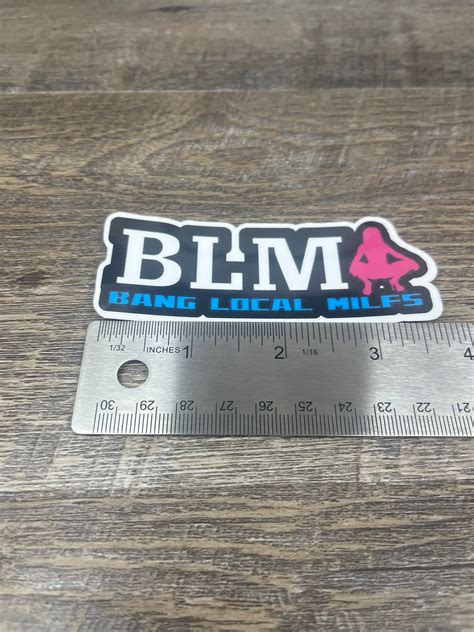 BLM
BANG LOCAL MILFS
1/32 INCHES 1 2 1/16 3 4
30 29 28 27 26 25 24 23 22 21